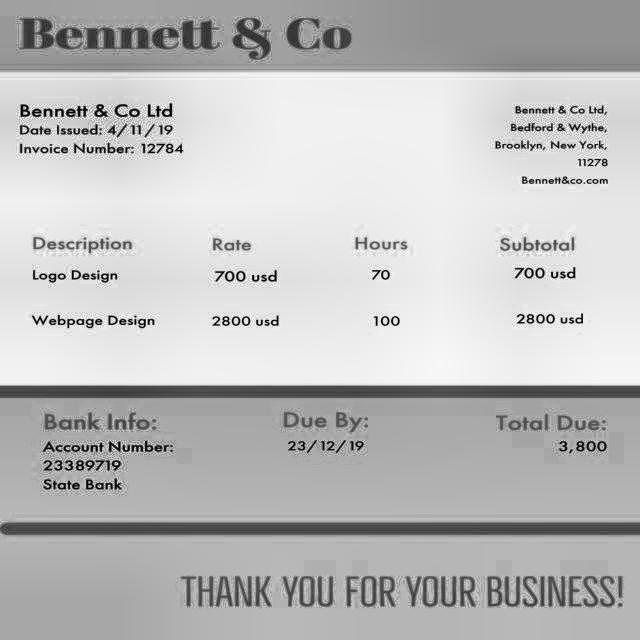 Bennett & Co
Bennett & Co Ltd
Date Issued: 4/11/19
Invoice Number: 12784
Bennett & Co Ltd,
Bedford & Wythe,
Brooklyn, New York,
11278
Bennett&co.com
Description Rate Hours Subtotal
Logo Design 700 usd 70 700 usd
Webpage Design 2800 usd 100 2800 usd
Bank Info: Due By: Total Due:
Account Number: 23/12/19 3,800
23389719
State Bank
THANK YOU FOR YOUR BUSINESS!